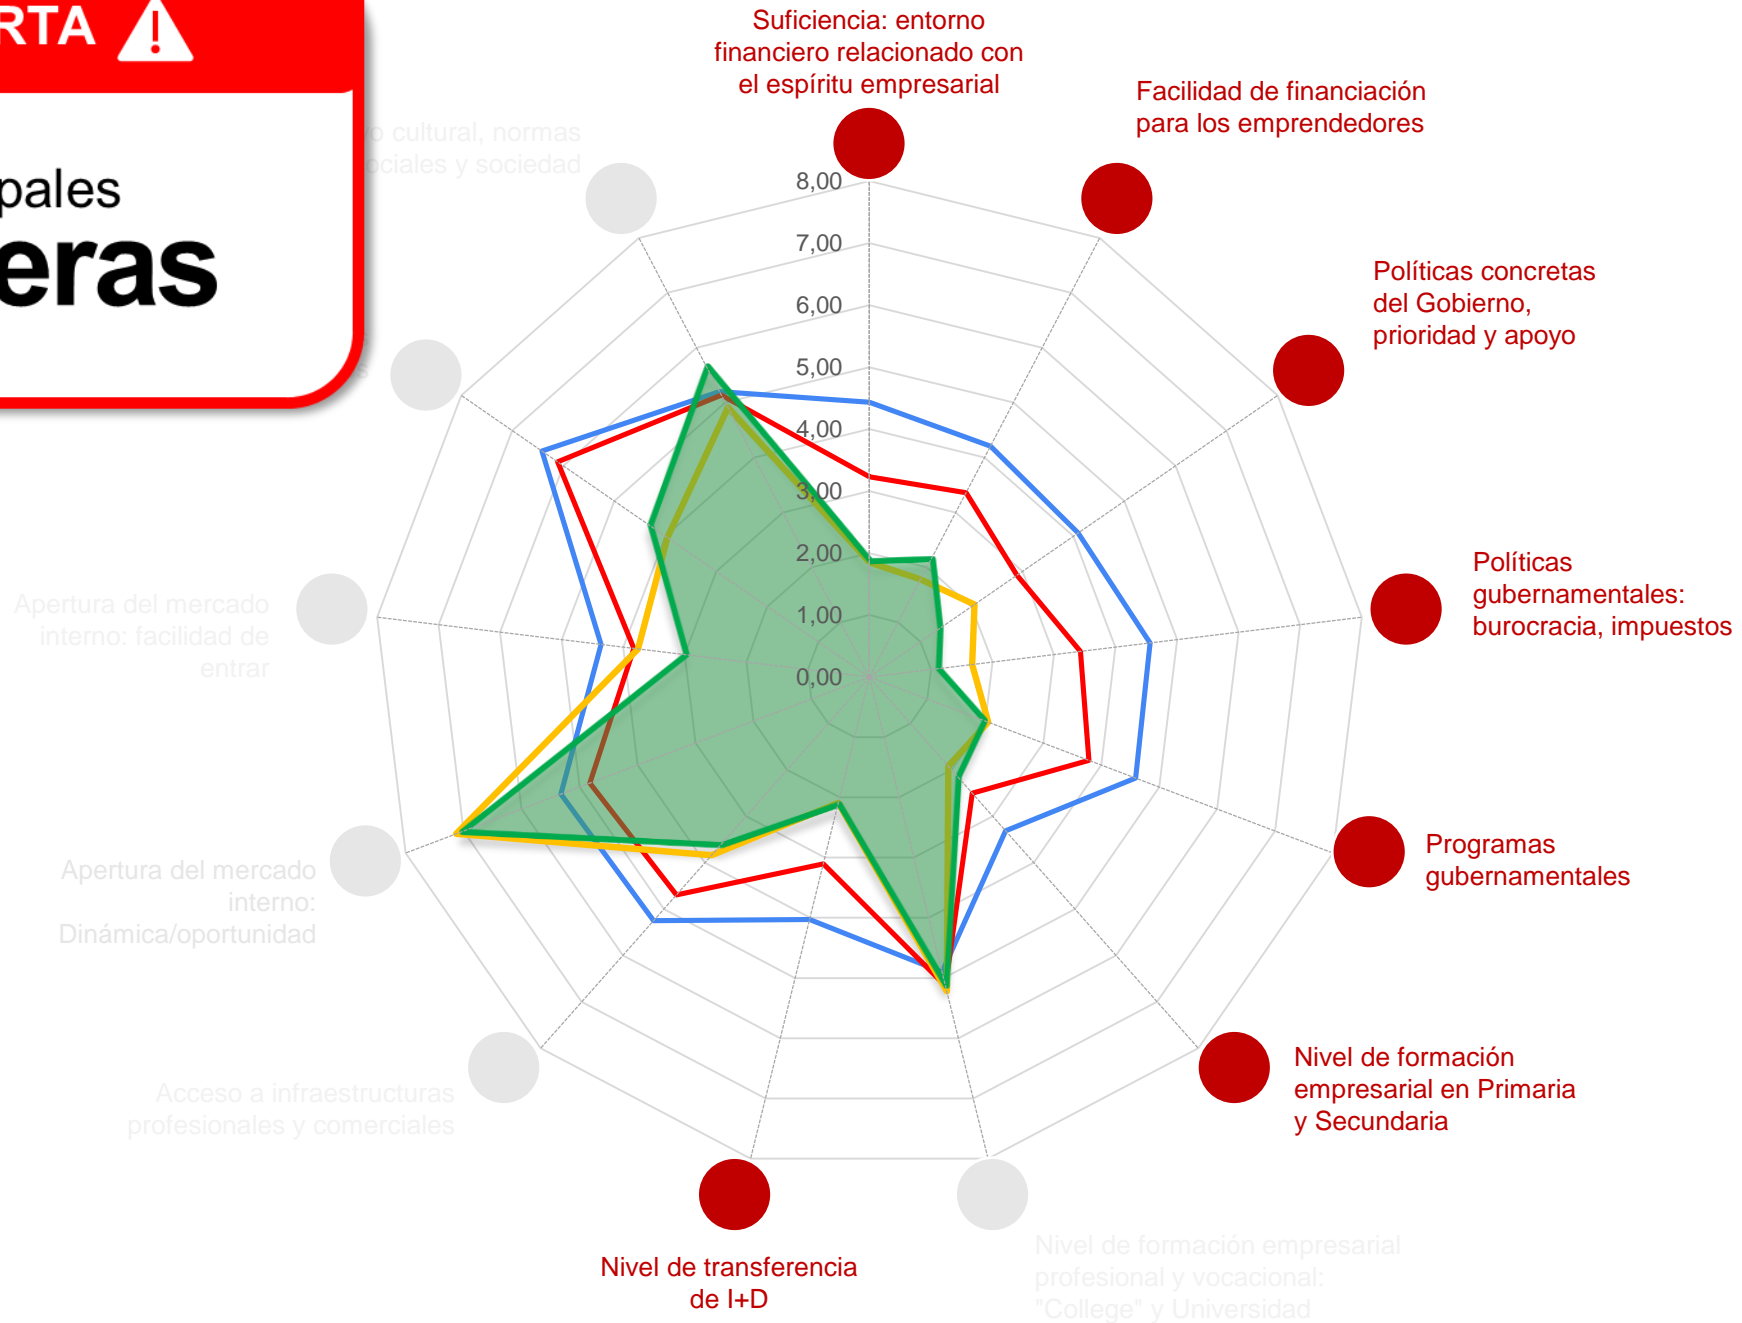 RTA
pales
eras
Suficiencia: entorno
financiero relacionado con
el espíritu empresarial
Facilidad de financiación
para los emprendedores
Políticas concretas
del Gobierno,
prioridad y apoyo
Políticas
gubernamentales:
burocracia, impuestos
Programas
gubernamentales
Nivel de formación
empresarial en Primaria
y Secundaria
Nivel de formación empresarial
profesional y vocacional:
"College" y Universidad
Nivel de transferencia
de I+D
Acceso a infraestructuras
profesionales y comerciales
Apertura del mercado
interno:
Dinámica/oportunidad
Apertura del mercado
interno: facilidad de
entrar
s
yo cultural, normas
ociales y sociedad
8,00
7,00
6,00
5,00
4,00
3,00
2,00
1,00
0,00